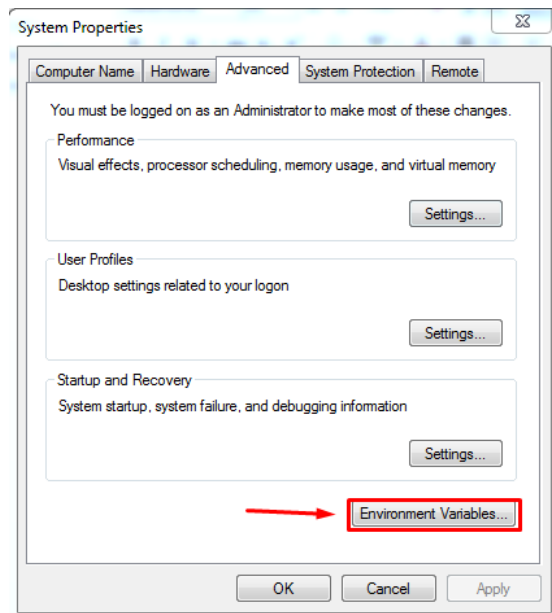 System Properties
Computer Name Hardware Advanced System Protection Remote
You must be logged on as an Administrator to make most of these changes.
Performance
Visual effects, processor scheduling, memory usage, and virtual memory
Settings...
User Profiles
Desktop settings related to your logon
Settings...
Startup and Recovery
System startup, system failure, and debugging information
Settings...
Environment Variables...
OK Cancel Apply